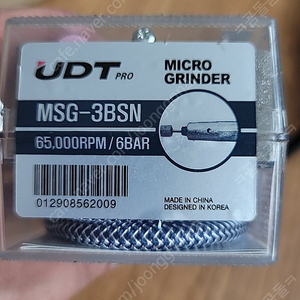 UDT PRO
MICRO
GRINDER
MSG-3BSN
65,000RPM/6BAR
012908562009
MADE IN CHINA
DESIGNED IN KOREA